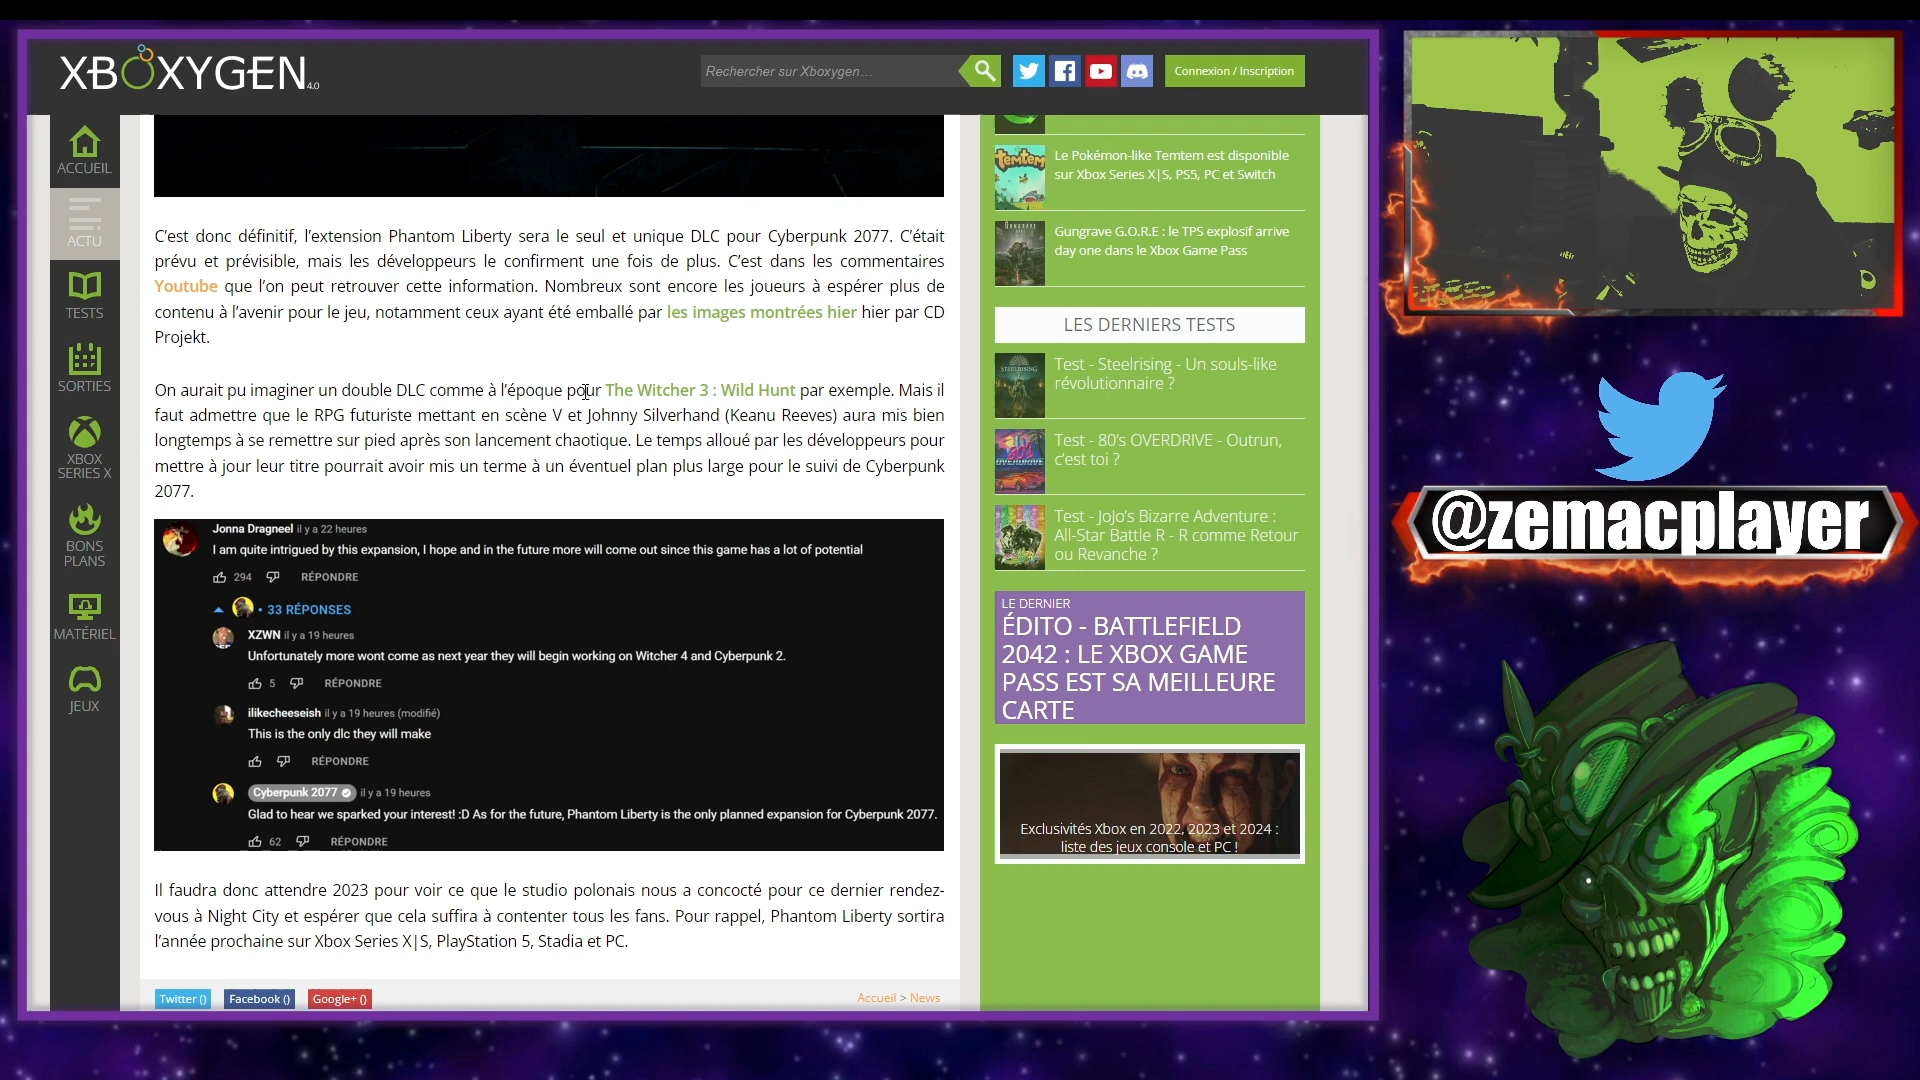 XBOXYGEN 4.0
Rechercher sur Xboxygen…
Connexion / Inscription
ACCUEIL
ACTU
TESTS
SORTIES
XBOX
SERIES X
BONS
PLANS
MATÉRIEL
JEUX
C'est donc définitif, l'extension Phantom Liberty sera le seul et unique DLC pour Cyberpunk 2077. C'était
prévu et prévisible, mais les développeurs le confirment une fois de plus. C'est dans les commentaires
Youtube que l'on peut retrouver cette information. Nombreux sont encore les joueurs à espérer plus de
contenu à l'avenir pour le jeu, notamment ceux ayant été emballé par les images montrées hier hier par CD
Projekt.
On aurait pu imaginer un double DLC comme à l'époque pour The Witcher 3 : Wild Hunt par exemple. Mais il
faut admettre que le RPG futuriste mettant en scène V et Johnny Silverhand (Keanu Reeves) aura mis bien
longtemps à se remettre sur pied après son lancement chaotique. Le temps alloué par les développeurs pour
mettre à jour leur titre pourrait avoir mis un terme à un éventuel plan plus large pour le suivi de Cyberpunk
2077.
Jonna Dragneel il y a 22 heures
I am quite intrigued by this expansion, I hope and in the future more will come out since this game has a lot of potential
294 RÉPONDRE
• 33 RÉPONSES
XZWN il y a 19 heures
Unfortunately more wont come as next year they will begin working on Witcher 4 and Cyberpunk 2.
5 RÉPONDRE
ilikecheeseish il y a 19 heures (modifié)
This is the only dlc they will make
RÉPONDRE
Cyberpunk 2077 il y a 19 heures
Glad to hear we sparked your interest! :D As for the future, Phantom Liberty is the only planned expansion for Cyberpunk 2077.
62 RÉPONDRE
Il faudra donc attendre 2023 pour voir ce que le studio polonais nous a concocté pour ce dernier rendez-
vous à Night City et espérer que cela suffira à contenter tous les fans. Pour rappel, Phantom Liberty sortira
l'année prochaine sur Xbox Series X|S, PlayStation 5, Stadia et PC.
Twitter () Facebook () Google+ ()
Accueil > News
temtem
Le Pokémon-like Temtem est disponible
sur Xbox Series X|S, PS5, PC et Switch
GUNGRAVE
Gungrave G.O.R.E : le TPS explosif arrive
day one dans le Xbox Game Pass
LES DERNIERS TESTS
STEELRISING
Test - Steelrising - Un souls-like
révolutionnaire ?
80'S
OVERDRIVE
Test - 80's OVERDRIVE - Outrun,
c'est toi ?
Test - JoJo's Bizarre Adventure :
All-Star Battle R - R comme Retour
ou Revanche ?
LE DERNIER
ÉDITO - BATTLEFIELD
2042 : LE XBOX GAME
PASS EST SA MEILLEURE
CARTE
Exclusivités Xbox en 2022, 2023 et 2024 :
liste des jeux console et PC !
@zemacplayer